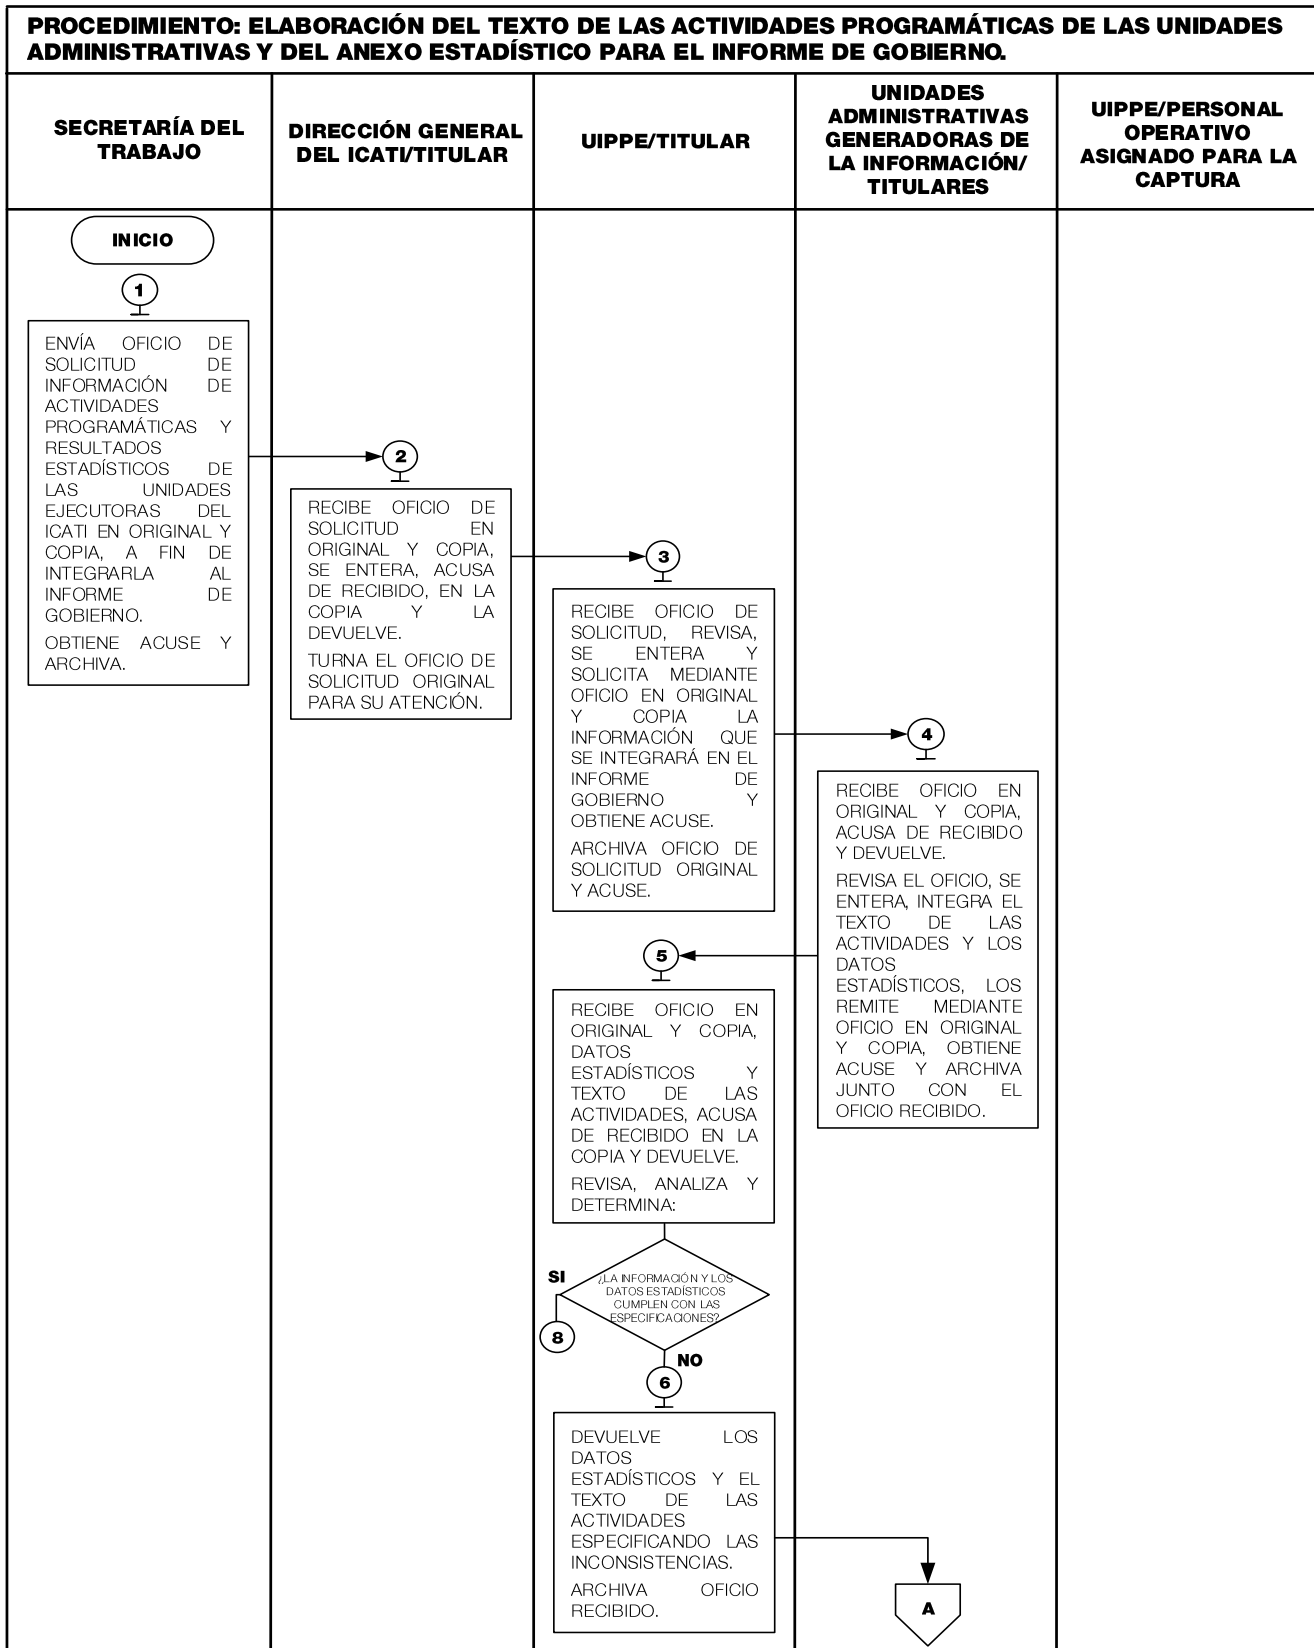 PROCEDIMIENTO: ELABORACIÓN DEL TEXTO DE LAS ACTIVIDADES PROGRAMÁTICAS DE LAS UNIDADES
ADMINISTRATIVAS Y DEL ANEXO ESTADÍSTICO PARA EL INFORME DE GOBIERNO.
SECRETARÍA DEL
TRABAJO
DIRECCIÓN GENERAL
DEL ICATI/TITULAR
UIPPE/TITULAR
UNIDADES
ADMINISTRATIVAS
GENERADORAS DE
LA INFORMACIÓN/
TITULARES
UIPPE/PERSONAL
OPERATIVO
ASIGNADO PARA LA
CAPTURA
INICIO
1
ENVÍA OFICIO DE
SOLICITUD DE
INFORMACIÓN DE
ACTIVIDADES
PROGRAMÁTICAS Y
RESULTADOS
ESTADÍSTICOS DE
LAS UNIDADES
EJECUTORAS DEL
ICATI EN ORIGINAL Y
COPIA, A FIN DE
INTEGRARLA AL
INFORME DE
GOBIERNO.
OBTIENE ACUSE Y
ARCHIVA.
2
RECIBE OFICIO DE
SOLICITUD EN
ORIGINAL Y COPIA,
SE ENTERA, ACUSA
DE RECIBIDO, EN LA
COPIA Y LA
DEVUELVE.
TURNA EL OFICIO DE
SOLICITUD ORIGINAL
PARA SU ATENCIÓN.
3
RECIBE OFICIO DE
SOLICITUD, REVISA,
SE ENTERA Y
SOLICITA MEDIANTE
OFICIO EN ORIGINAL
Y COPIA LA
INFORMACIÓN QUE
SE INTEGRARÁ EN EL
INFORME DE
GOBIERNO Y
OBTIENE ACUSE.
ARCHIVA OFICIO DE
SOLICITUD ORIGINAL
Y ACUSE.
4
RECIBE OFICIO EN
ORIGINAL Y COPIA,
ACUSA DE RECIBIDO
Y DEVUELVE.
REVISA EL OFICIO, SE
ENTERA, INTEGRA EL
TEXTO DE LAS
ACTIVIDADES Y LOS
DATOS
ESTADÍSTICOS, LOS
REMITE MEDIANTE
OFICIO EN ORIGINAL
Y COPIA, OBTIENE
ACUSE Y ARCHIVA
JUNTO CON EL
OFICIO RECIBIDO.
5
RECIBE OFICIO EN
ORIGINAL Y COPIA,
DATOS
ESTADÍSTICOS Y
TEXTO DE LAS
ACTIVIDADES, ACUSA
DE RECIBIDO EN LA
COPIA Y DEVUELVE.
REVISA, ANALIZA Y
DETERMINA:
SI
¿LA INFORMACIÓN Y LOS
DATOS ESTADÍSTICOS
CUMPLEN CON LAS
ESPECIFICACIONES?
8
NO
6
DEVUELVE LOS
DATOS
ESTADÍSTICOS Y EL
TEXTO DE LAS
ACTIVIDADES
ESPECIFICANDO LAS
INCONSISTENCIAS.
ARCHIVA OFICIO
RECIBIDO.
A